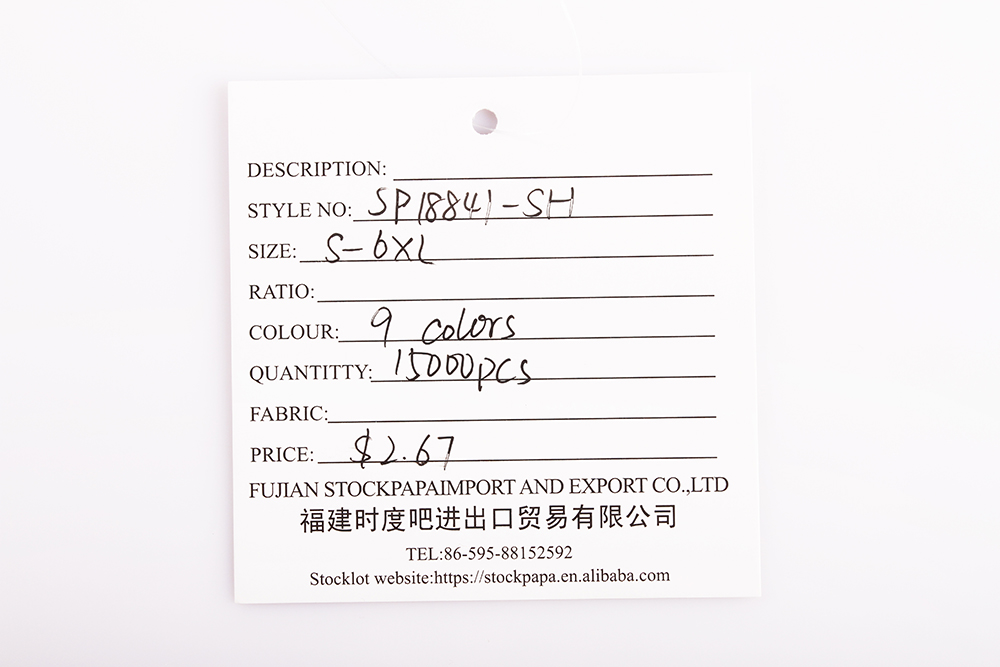 DESCRIPTION:
STYLE NO: SP18841-SH
SIZE: S-6XL
RATIO:
COLOUR: 9 colors
QUANTITTY: 15000pcs
FABRIC:
PRICE: $2.67
FUJIAN STOCKPAPAIMPORT AND EXPORT CO.,LTD
福建时度吧进出口贸易有限公司
TEL:86-595-88152592
Stocklot website:https://stockpapa.en.alibaba.com